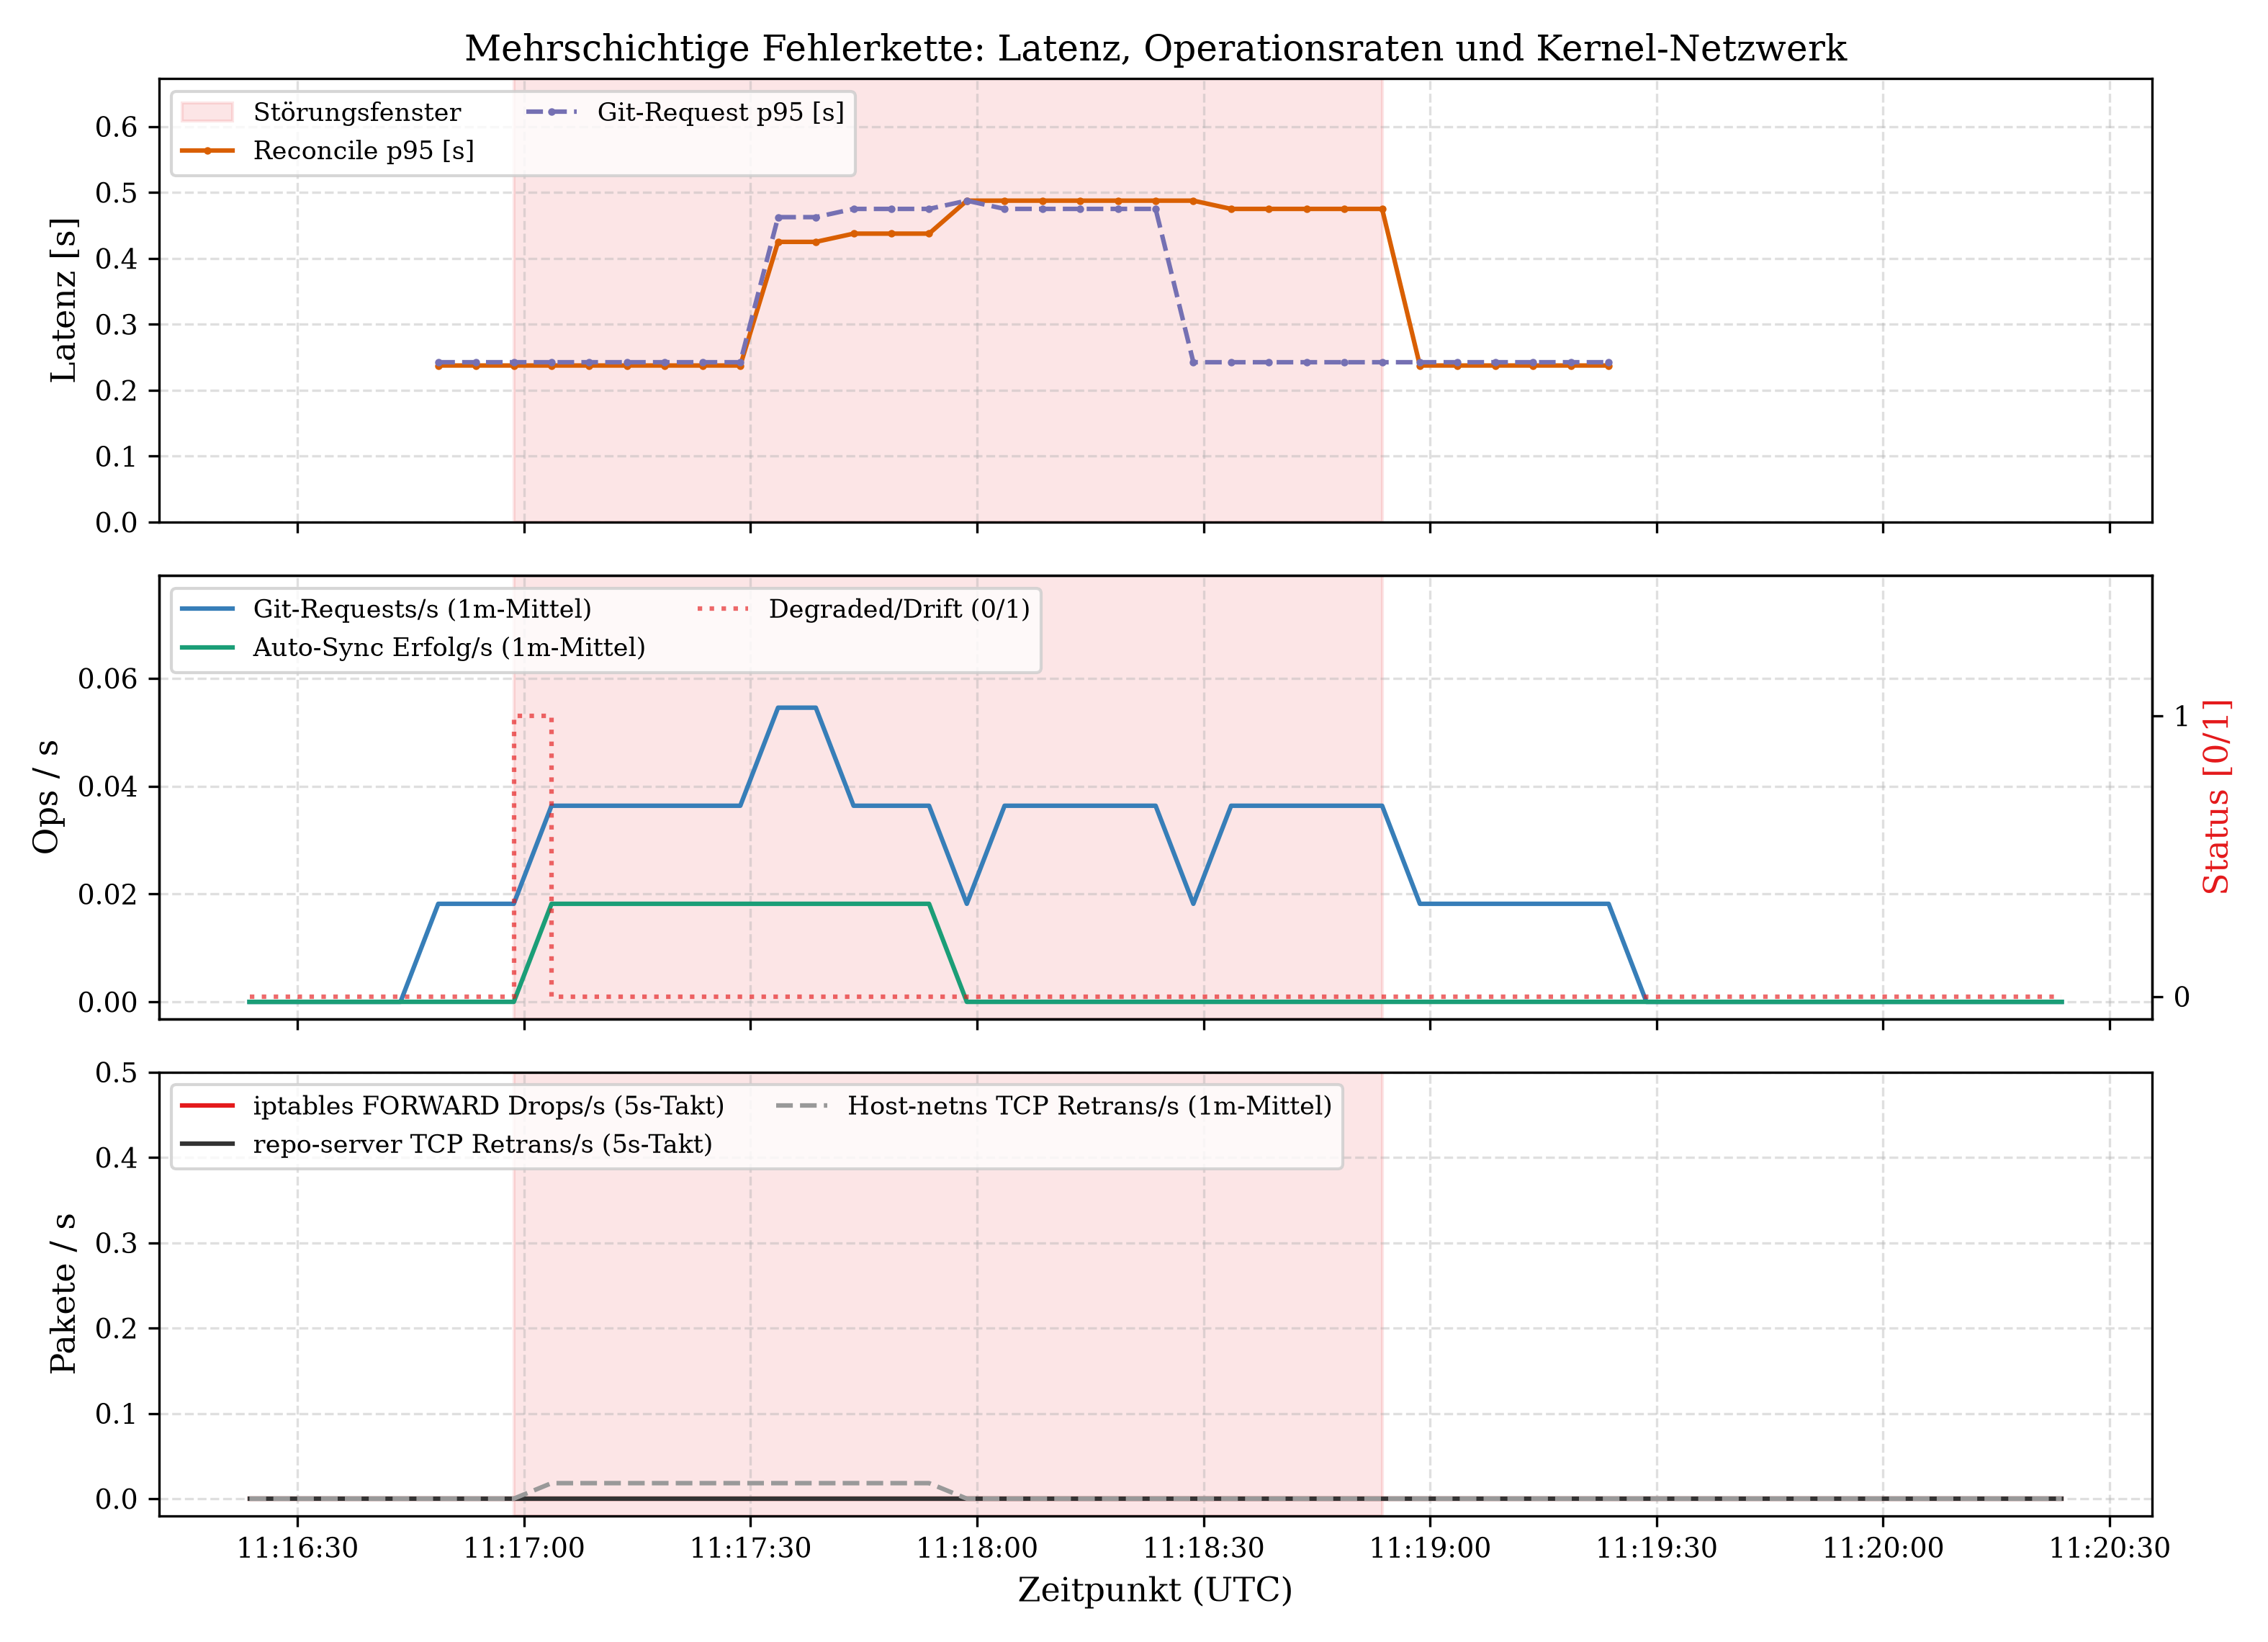 Mehrschichtige Fehlerkette: Latenz, Operationsraten und Kernel-Netzwerk
Störungsfenster
Reconcile p95 [s]
Git-Request p95 [s]
Latenz [s]
0.6
0.5
0.4
0.3
0.2
0.1
0.0
Git-Requests/s (1m-Mittel)
Auto-Sync Erfolg/s (1m-Mittel)
Degraded/Drift (0/1)
Ops / s
0.06
0.04
0.02
0.00
1
0
Status [0/1]
iptables FORWARD Drops/s (5s-Takt)
repo-server TCP Retrans/s (5s-Takt)
Host-netns TCP Retrans/s (1m-Mittel)
Pakete / s
0.5
0.4
0.3
0.2
0.1
0.0
11:16:30 11:17:00 11:17:30 11:18:00 11:18:30 11:19:00 11:19:30 11:20:00 11:20:30
Zeitpunkt (UTC)